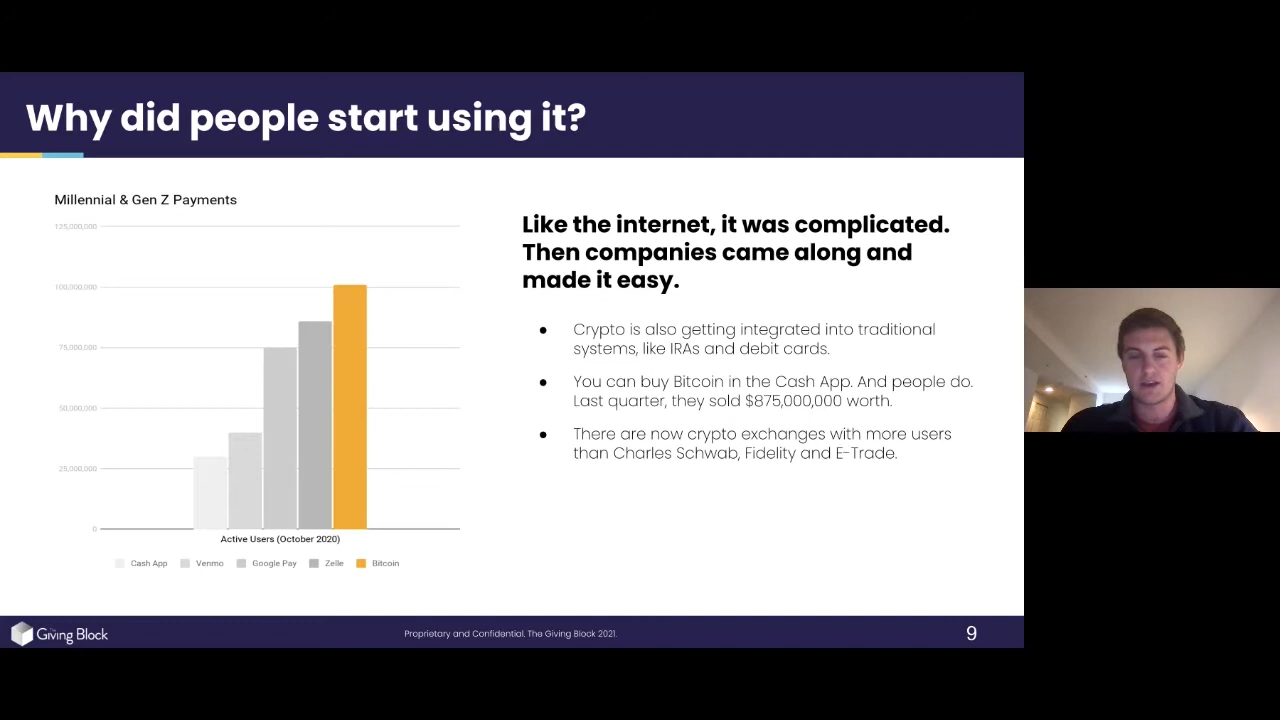 Why did people start using it?
Millennial & Gen Z Payments
125,000,000
100,000,000
75,000,000
50,000,000
25,000,000
0
Active Users (October 2020)
Cash App Venmo Google Pay Zelle Bitcoin
Like the internet, it was complicated.
Then companies came along and
made it easy.
● Crypto is also getting integrated into traditional
systems, like IRAs and debit cards.
● You can buy Bitcoin in the Cash App. And people do.
Last quarter, they sold $875,000,000 worth.
● There are now crypto exchanges with more users
than Charles Schwab, Fidelity and E-Trade.
The
Giving Block
Proprietary and Confidential. The Giving Block 2021.
9